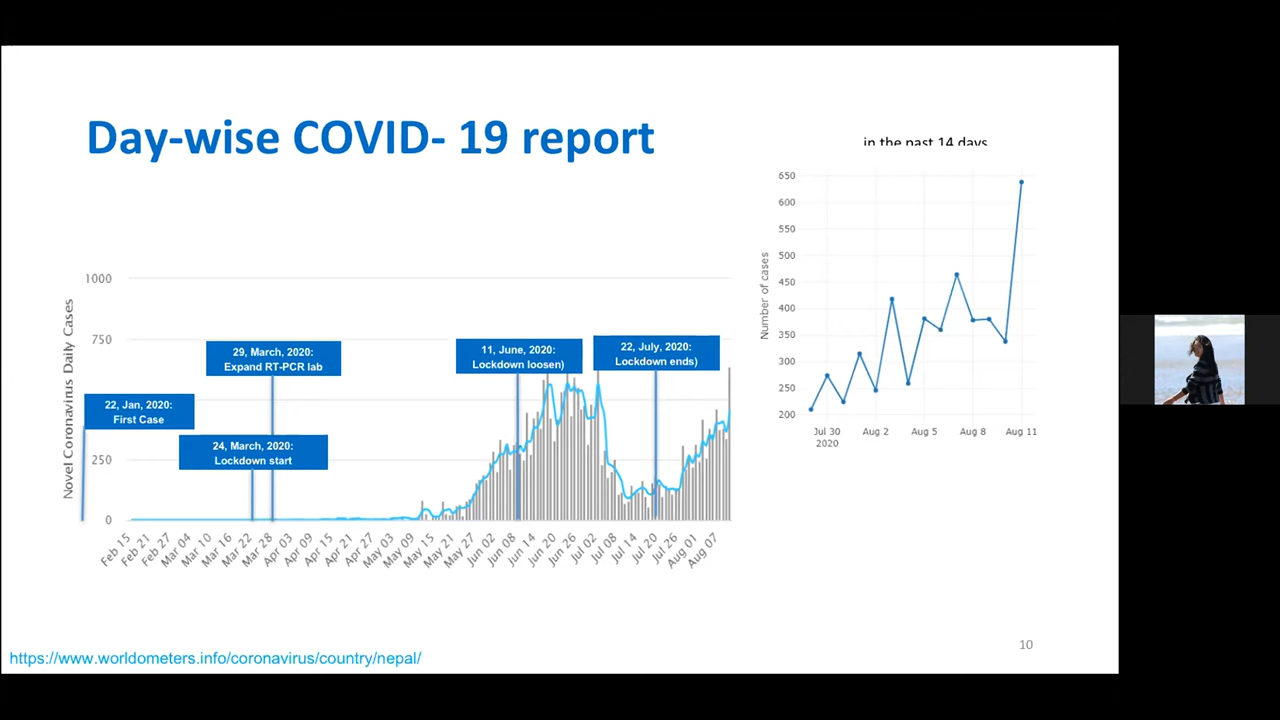 Day-wise COVID- 19 report
in the past 14 days
1000
750
250
0
Novel Coronavirus Daily Cases
22, Jan, 2020:
First Case
29, March, 2020:
Expand RT-PCR lab
24, March, 2020:
Lockdown start
11, June, 2020:
Lockdown loosen)
22, July, 2020:
Lockdown ends)
Feb 15
Feb 21
Feb 27
Mar 04
Mar 10
Mar 16
Mar 22
Mar 28
Apr 03
Apr 09
Apr 15
Apr 21
Apr 27
May 03
May 09
May 15
May 21
May 27
Jun 02
Jun 08
Jun 14
Jun 20
Jun 26
Jul 02
Jul 08
Jul 14
Jul 20
Jul 26
Aug 01
Aug 07
650
600
550
500
450
400
350
300
250
200
Number of cases
Jul 30
2020
Aug 2
Aug 5
Aug 8
Aug 11
10
https://www.worldometers.info/coronavirus/country/nepal/